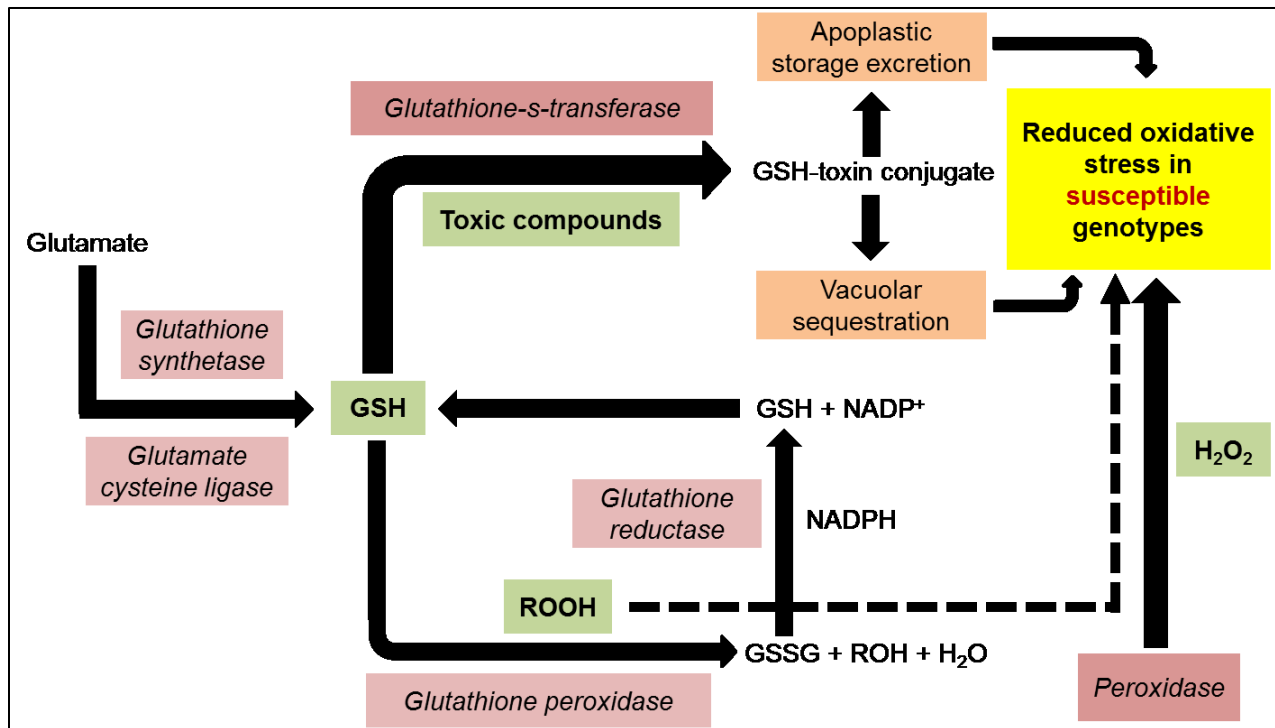 Apoplastic
storage excretion
Glutathione-s-transferase
Reduced oxidative
stress in
susceptible
genotypes
GSH-toxin conjugate
Toxic compounds
Glutamate
Vacuolar
sequestration
Glutathione
synthetase
GSH
GSH + NADP⁺
H₂O₂
Glutamate
cysteine ligase
Glutathione
reductase
NADPH
ROOH
GSSG + ROH + H₂O
Glutathione peroxidase
Peroxidase